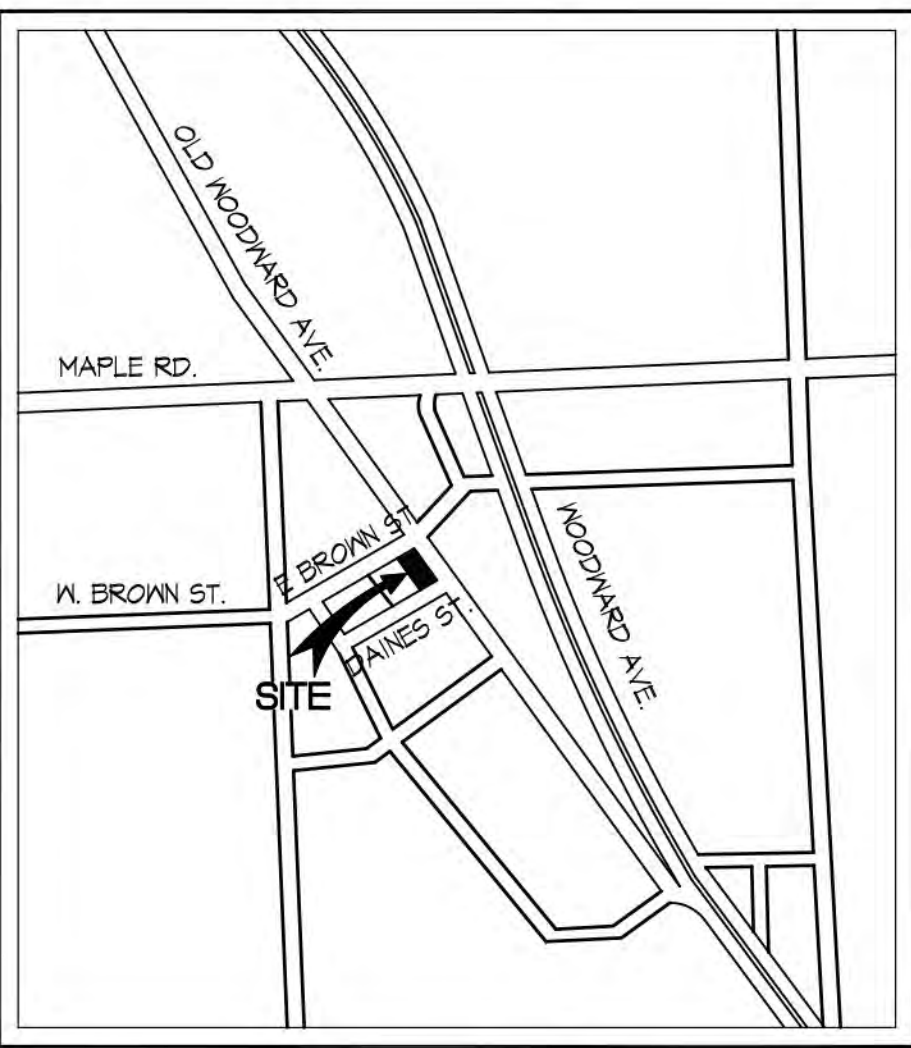 OLD WOODWARD AVE.
MAPLE RD.
E BROWN ST.
WOODWARD AVE.
W. BROWN ST.
DAINES ST.
SITE